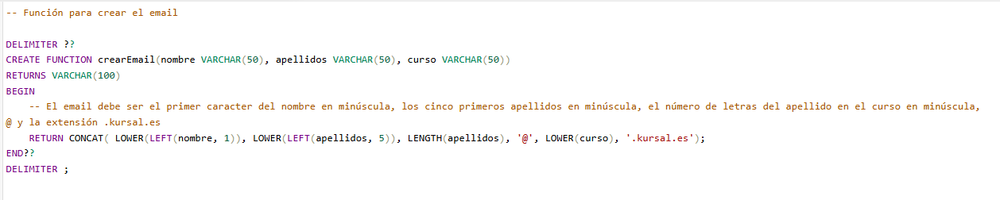 -- Función para crear el email
DELIMITER ??
CREATE FUNCTION crearEmail(nombre VARCHAR(50), apellidos VARCHAR(50), curso VARCHAR(50))
RETURNS VARCHAR(100)
BEGIN
-- El email debe ser el primer caracter del nombre en minúscula, los cinco primeros apellidos en minúscula, el número de letras del apellido en el curso en minúscula,
@ y la extensión .kursal.es
RETURN CONCAT( LOWER(LEFT(nombre, 1)), LOWER(LEFT(apellidos, 5)), LENGTH(apellidos), '@', LOWER(curso), '.kursal.es');
END??
DELIMITER ;